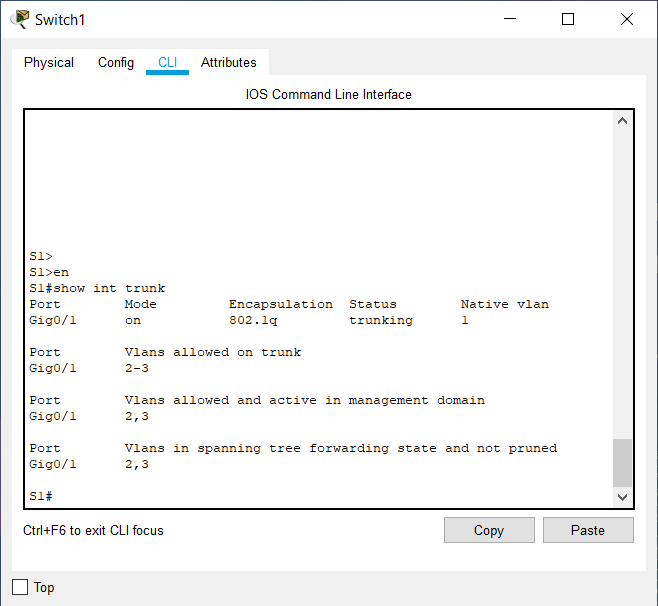 Switch1
Physical Config CLI Attributes
IOS Command Line Interface
S1>
S1>en
S1#show int trunk
Port Mode Encapsulation Status Native vlan
Gig0/1 on 802.1q trunking 1
Port Vlans allowed on trunk
Gig0/1 2-3
Port Vlans allowed and active in management domain
Gig0/1 2,3
Port Vlans in spanning tree forwarding state and not pruned
Gig0/1 2,3
S1#
Ctrl+F6 to exit CLI focus Copy Paste
Top